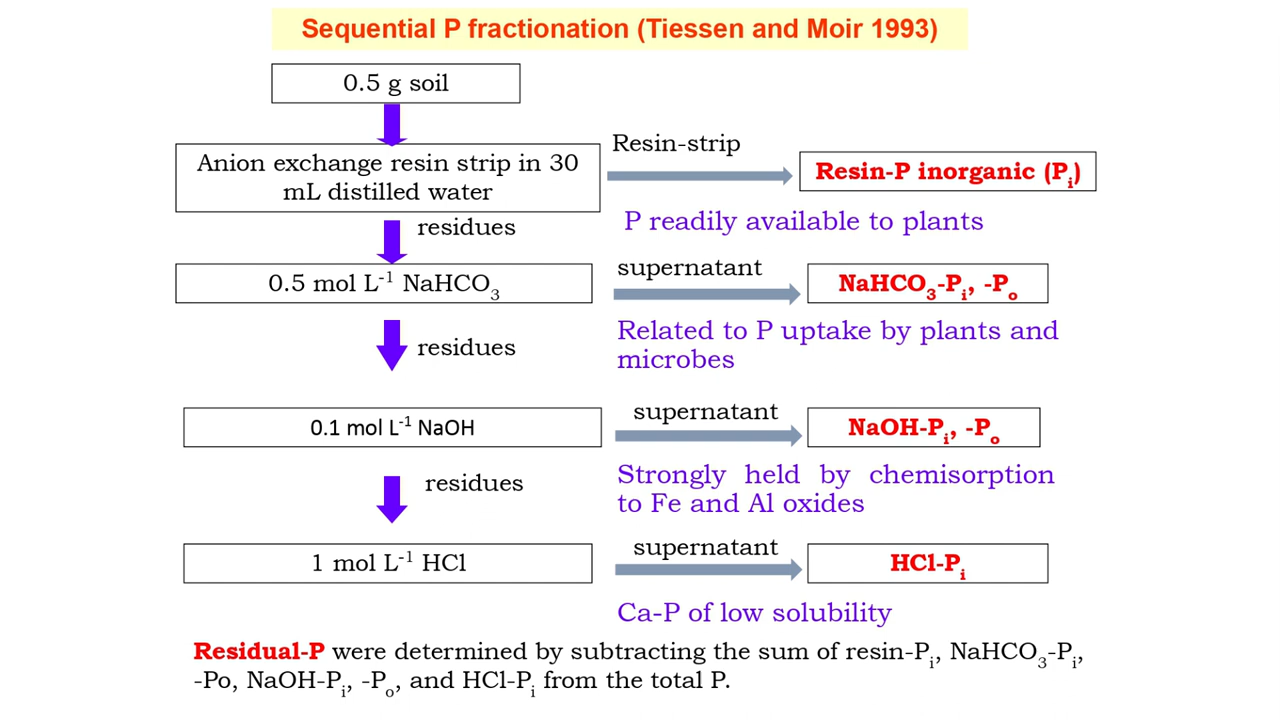 Sequential P fractionation (Tiessen and Moir 1993)
0.5 g soil
Anion exchange resin strip in 30
mL distilled water
Resin-strip
Resin-P inorganic (Pᵢ)
P readily available to plants
residues
0.5 mol L⁻¹ NaHCO₃
supernatant
NaHCO₃-Pᵢ, -Pₒ
Related to P uptake by plants and
microbes
residues
0.1 mol L⁻¹ NaOH
supernatant
NaOH-Pᵢ, -Pₒ
Strongly held by chemisorption
to Fe and Al oxides
residues
1 mol L⁻¹ HCl
supernatant
HCl-Pᵢ
Ca-P of low solubility
Residual-P were determined by subtracting the sum of resin-Pᵢ, NaHCO₃-Pᵢ,
-Po, NaOH-Pᵢ, -Pₒ, and HCl-Pᵢ from the total P.